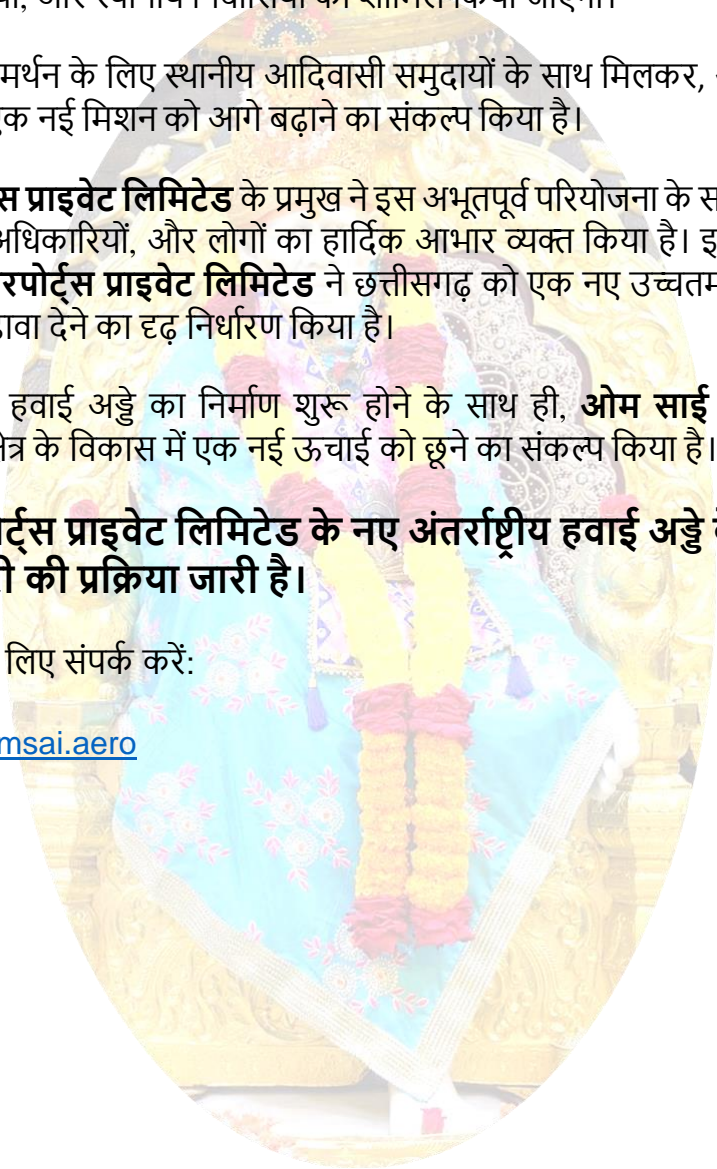 मर्थन के लिए स्थानीय आदिवासी समुदायों के साथ मिलकर,
क नई मिशन को आगे बढ़ाने का संकल्प किया है।
स प्राइवेट लिमिटेड के प्रमुख ने इस अभूतपूर्व परियोजना के स
अधिकारियों, और लोगों का हार्दिक आभार व्यक्त किया है। इ
रपोर्ट्स प्राइवेट लिमिटेड ने छत्तीसगढ़ को एक नए उच्चतम
ावा देने का दृढ़ निर्धारण किया है।
हवाई अड्डे का निर्माण शुरू होने के साथ ही, ओम साई
त्र के विकास में एक नई ऊचाई को छूने का संकल्प किया है।
र्ट्स प्राइवेट लिमिटेड के नए अंतर्राष्ट्रीय हवाई अड्डे
ी की प्रक्रिया जारी है।
लिए संपर्क करें:
msai.aero